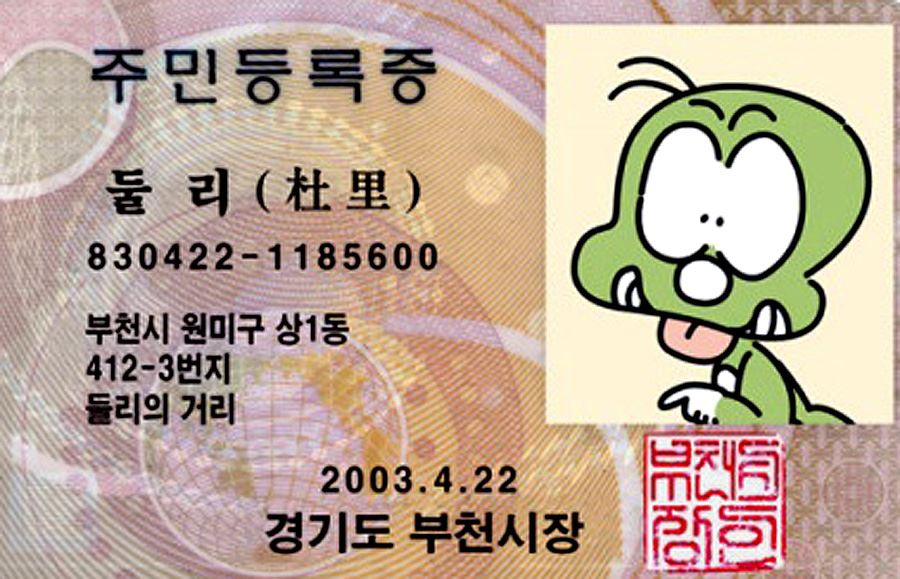 주민등록증
둘 리 (杜里)
830422-1185600
부천시 원미구 상1동
412-3번지
둘리의 거리
2003.4.22
경기도 부천시장